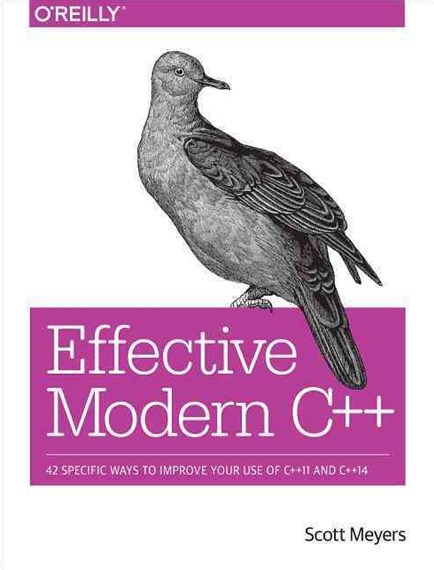 O'REILLY®
Effective
Modern C++
42 SPECIFIC WAYS TO IMPROVE YOUR USE OF C++11 AND C++14
Scott Meyers